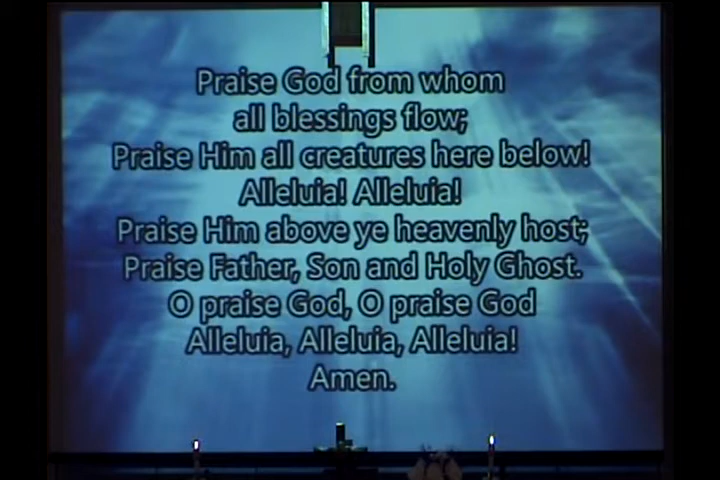 Praise God from whom
all blessings flow;
Praise Him all creatures here below!
Alleluia! Alleluia!
Praise Him above ye heavenly host;
Praise Father, Son and Holy Ghost.
O praise God, O praise God
Alleluia, Alleluia, Alleluia!
Amen.